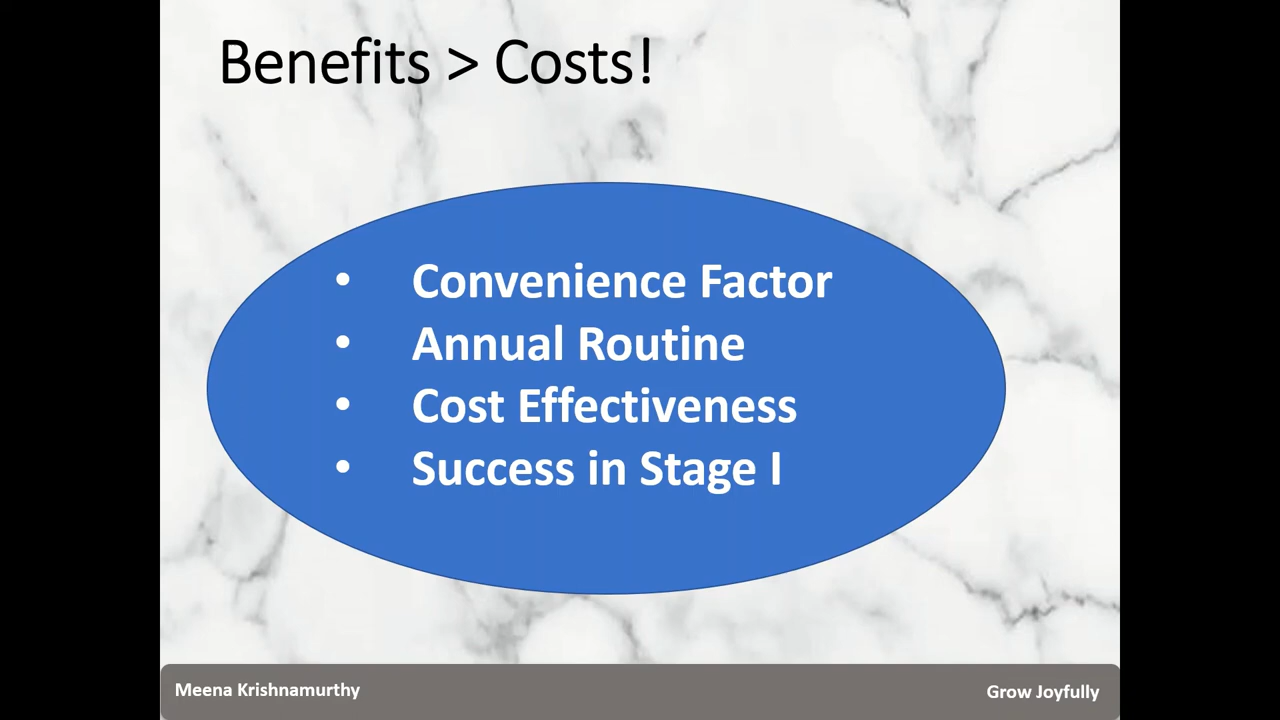 Benefits > Costs!
• Convenience Factor
• Annual Routine
• Cost Effectiveness
• Success in Stage I
Meena Krishnamurthy
Grow Joyfully